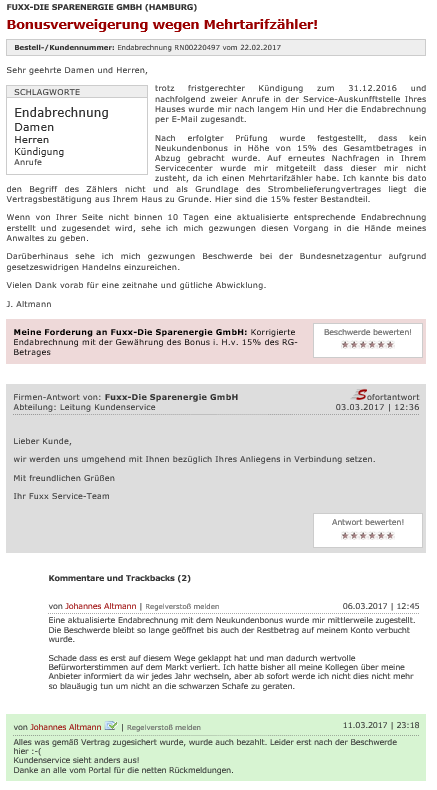 FUXX-DIE SPARENERGIE GMBH (HAMBURG)
Bonusverweigerung wegen Mehrtarifzähler!
Bestell-/Kundennummer: Endabrechnung RN00220497 vom 22.02.2017
Sehr geehrte Damen und Herren,
SCHLAGWORTE
Endabrechnung
Damen
Herren
Kündigung
Anrufe
trotz fristgerechter Kündigung zum 31.12.2016 und
nachfolgend zweier Anrufe in der Service-Auskunftstelle Ihres
Hauses wurde mir nach langem Hin und Her die Endabrechnung
per E-Mail zugesandt.
Nach erfolgter Prüfung wurde festgestellt, dass kein
Neukundenbonus in Höhe von 15% des Gesamtbetrages in
Abzug gebracht wurde. Auf erneutes Nachfragen in Ihrem
Servicecenter wurde mir mitgeteilt dass dieser mir nicht
zusteht, da ich einen Mehrtarifzähler habe. Ich kannte bis dato
den Begriff des Zählers nicht und als Grundlage des Strombelieferungvertrages liegt die
Vertragsbestätigung aus Ihrem Haus zu Grunde. Hier sind die 15% fester Bestandteil.
Wenn von Ihrer Seite nicht binnen 10 Tagen eine aktualisierte entsprechende Endabrechnung
erstellt und zugesendet wird, sehe ich mich gezwungen diesen Vorgang in die Hände meines
Anwaltes zu geben.
Darüberhinaus sehe ich mich gezwungen Beschwerde bei der Bundesnetzagentur aufgrund
gesetzeswidrigen Handelns einzureichen.
Vielen Dank vorab für eine zeitnahe und gütliche Abwicklung.
J. Altmann
Meine Forderung an Fuxx-Die Sparenergie GmbH: Korrigierte
Endabrechnung mit der Gewährung des Bonus i. H.v. 15% des RG-
Betrages
Beschwerde bewerten!
Firmen-Antwort von: Fuxx-Die Sparenergie GmbH
Abteilung: Leitung Kundenservice
Sofortantwort
03.03.2017 | 12:36
Lieber Kunde,
wir werden uns umgehend mit Ihnen bezüglich Ihres Anliegens in Verbindung setzen.
Mit freundlichen Grüßen
Ihr Fuxx Service-Team
Antwort bewerten!
Kommentare und Trackbacks (2)
von Johannes Altmann | Regelverstoß melden 06.03.2017 | 12:45
Eine aktualisierte Endabrechnung mit dem Neukundenbonus wurde mir mittlerweile zugestellt.
Die Beschwerde bleibt so lange geöffnet bis auch der Restbetrag auf meinem Konto verbucht
wurde.
Schade dass es erst auf diesem Wege geklappt hat und man dadurch wertvolle
Befürworterstimmen auf dem Markt verliert. Ich hatte bisher all meine Kollegen über meine
Anbieter informiert da wir jedes Jahr wechseln, aber ab sofort werde ich nicht dies nicht mehr
so blauäugig tun um nicht an die schwarzen Schafe zu geraten.
von Johannes Altmann | Regelverstoß melden 11.03.2017 | 23:18
Alles was gemäß Vertrag zugesichert wurde, wurde auch bezahlt. Leider erst nach der Beschwerde
hier :-(
Kundenservice sieht anders aus!
Danke an alle vom Portal für die netten Rückmeldungen.